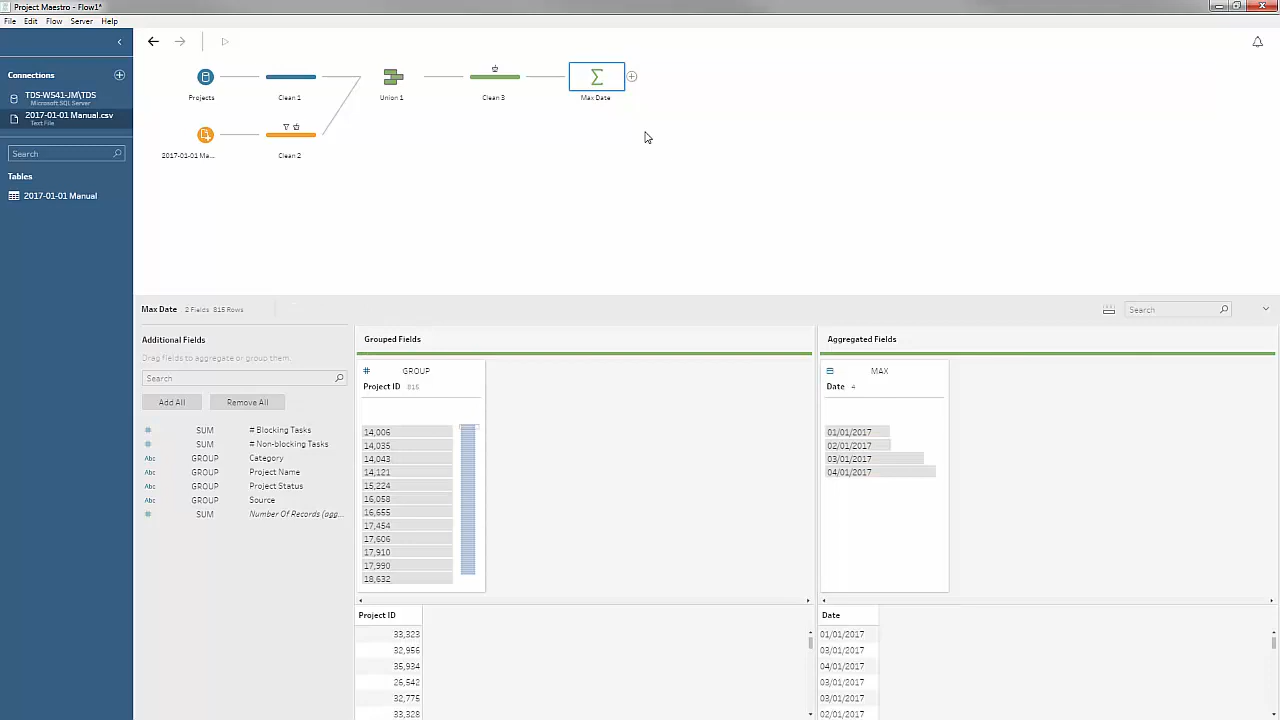 Project Maestro - Flow1*
File Edit Flow Server Help
Connections
TDS-W541-JM\TDS
Microsoft SQL Server
2017-01-01 Manual.csv
Text File
Search
Tables
2017-01-01 Manual
Projects
Clean 1
Union 1
Clean 3
Max Date
2017-01-01 Ma...
Clean 2
Max Date 2 Fields 815 Rows
Search
Additional Fields
Drag fields to aggregate or group them.
Search
Add All Remove All
# SUM # Blocking Tasks
# SUM # Non-blocking Tasks
Abc GROUP Category
Abc GROUP Project Name
Abc GROUP Project Status
Abc GROUP Source
# SUM Number Of Records (agg...
Grouped Fields
# GROUP
Project ID 815
14,006
14,035
14,043
14,121
15,224
16,058
16,655
17,454
17,606
17,910
17,990
18,632
Project ID
33,323
32,956
35,934
26,542
32,775
33,328
Aggregated Fields
MAX
Date 4
01/01/2017
02/01/2017
03/01/2017
04/01/2017
Date
01/01/2017
03/01/2017
04/01/2017
03/01/2017
03/01/2017
02/01/2017